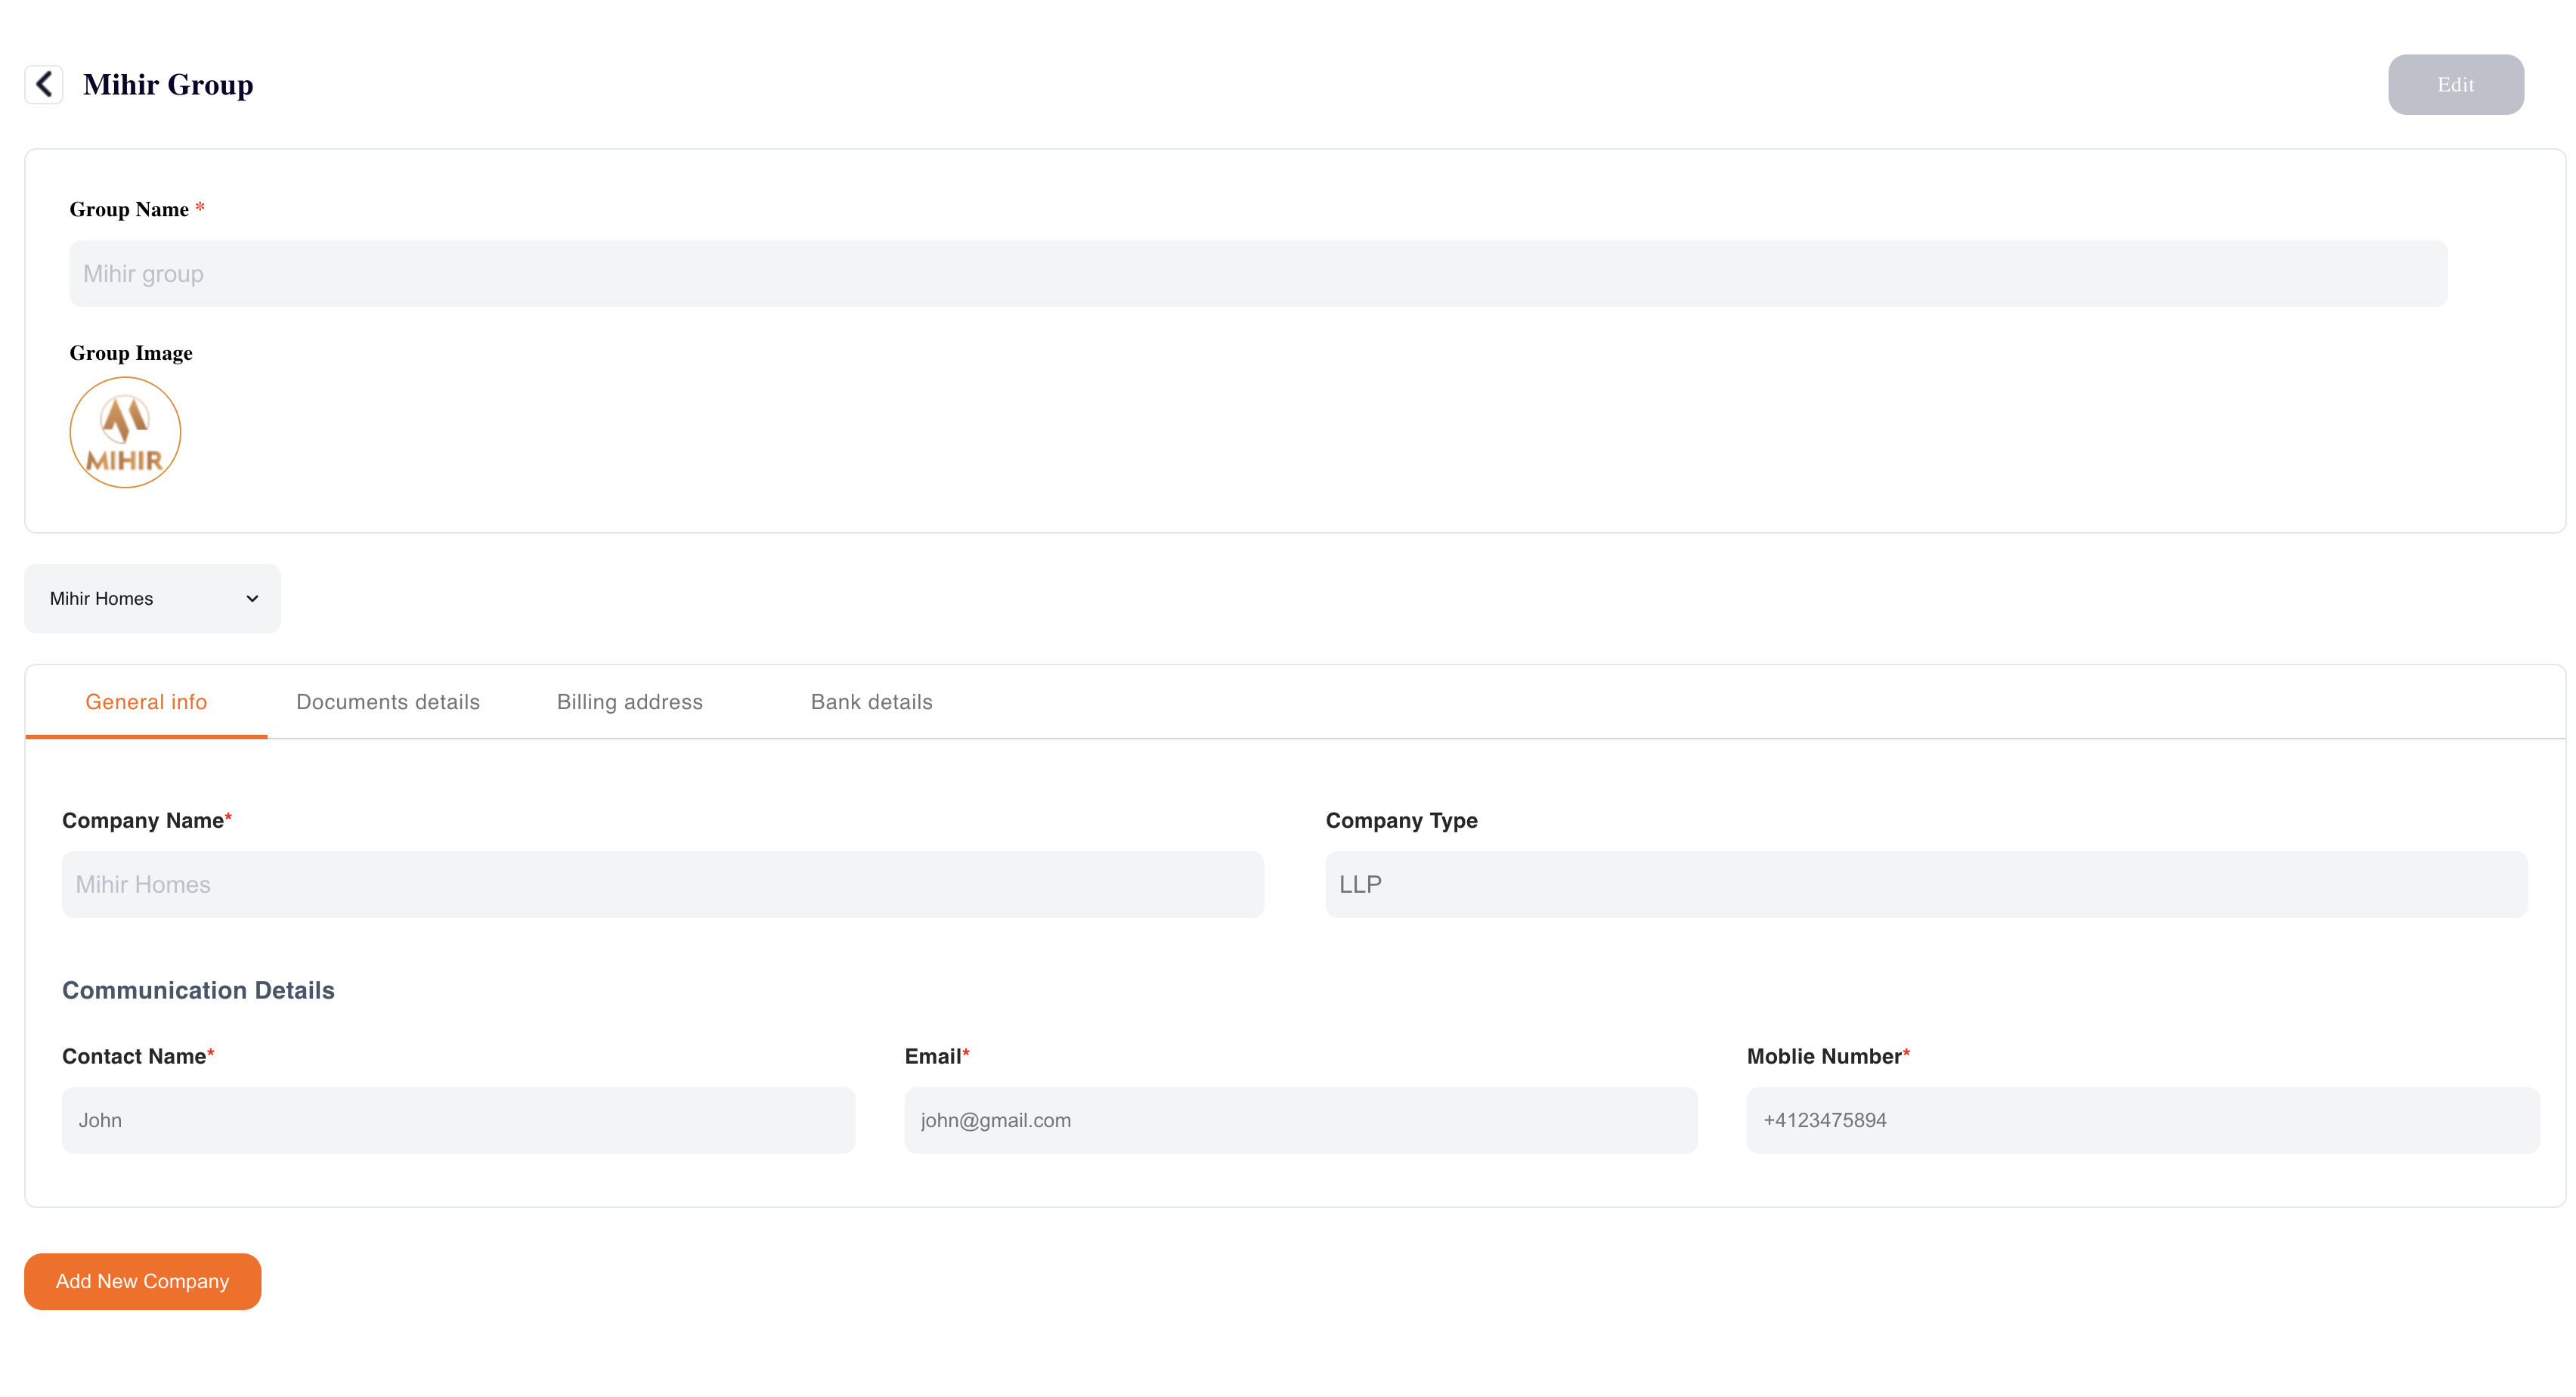 Mihir Group
Edit
Group Name *
Mihir group
Group Image
MIHIR
Mihir Homes
General info Documents details Billing address Bank details
Company Name* Company Type
Mihir Homes LLP
Communication Details
Contact Name* Email* Moblie Number*
John john@gmail.com +4123475894
Add New Company